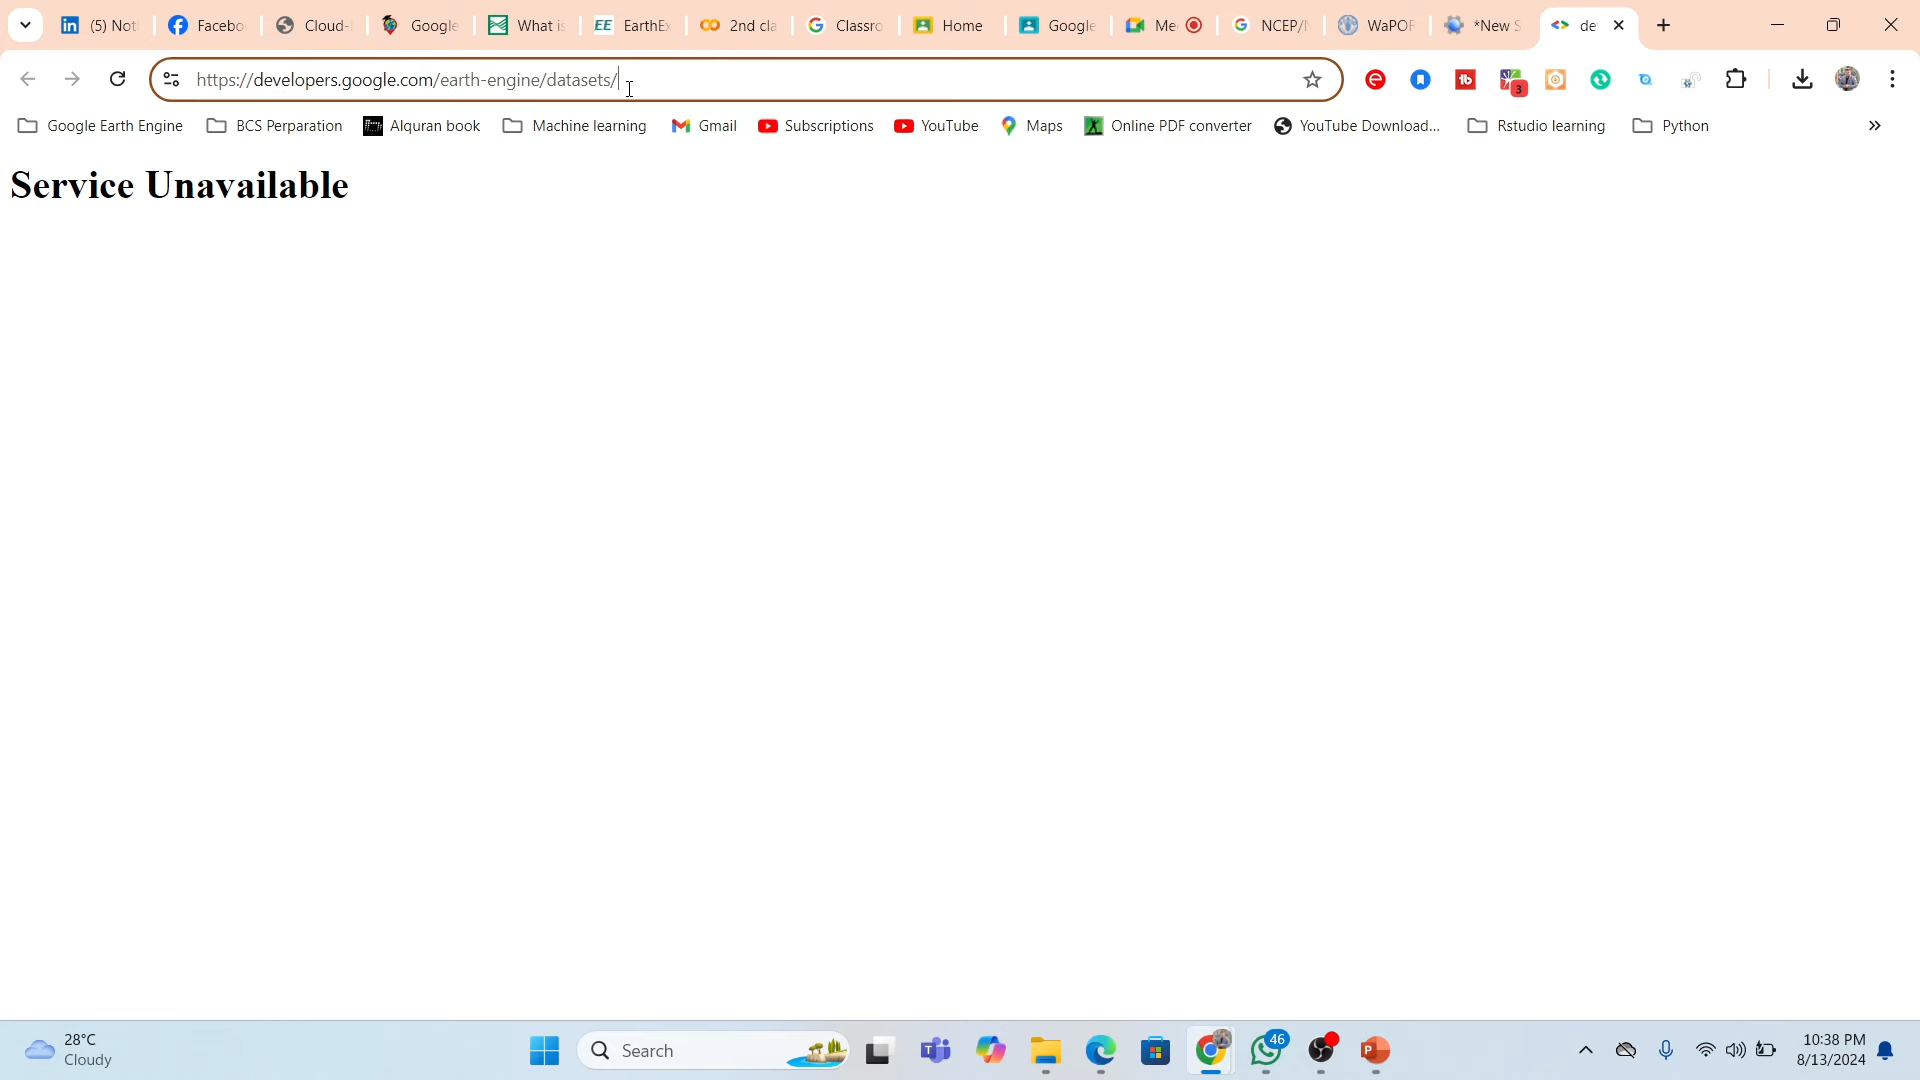 (5) Not
Facebo
Cloud-
Google
What is
EE
EarthEx
2nd cla
Classro
Home
Google
Me
NCEP/
WaPOR
*New S
de
https://developers.google.com/earth-engine/datasets/
3
Google Earth Engine
BCS Perparation
Alquran book
Machine learning
Gmail
Subscriptions
YouTube
Maps
Online PDF converter
YouTube Download...
Rstudio learning
Python
Service Unavailable
28°C
Cloudy
Search
46
10:38 PM
8/13/2024